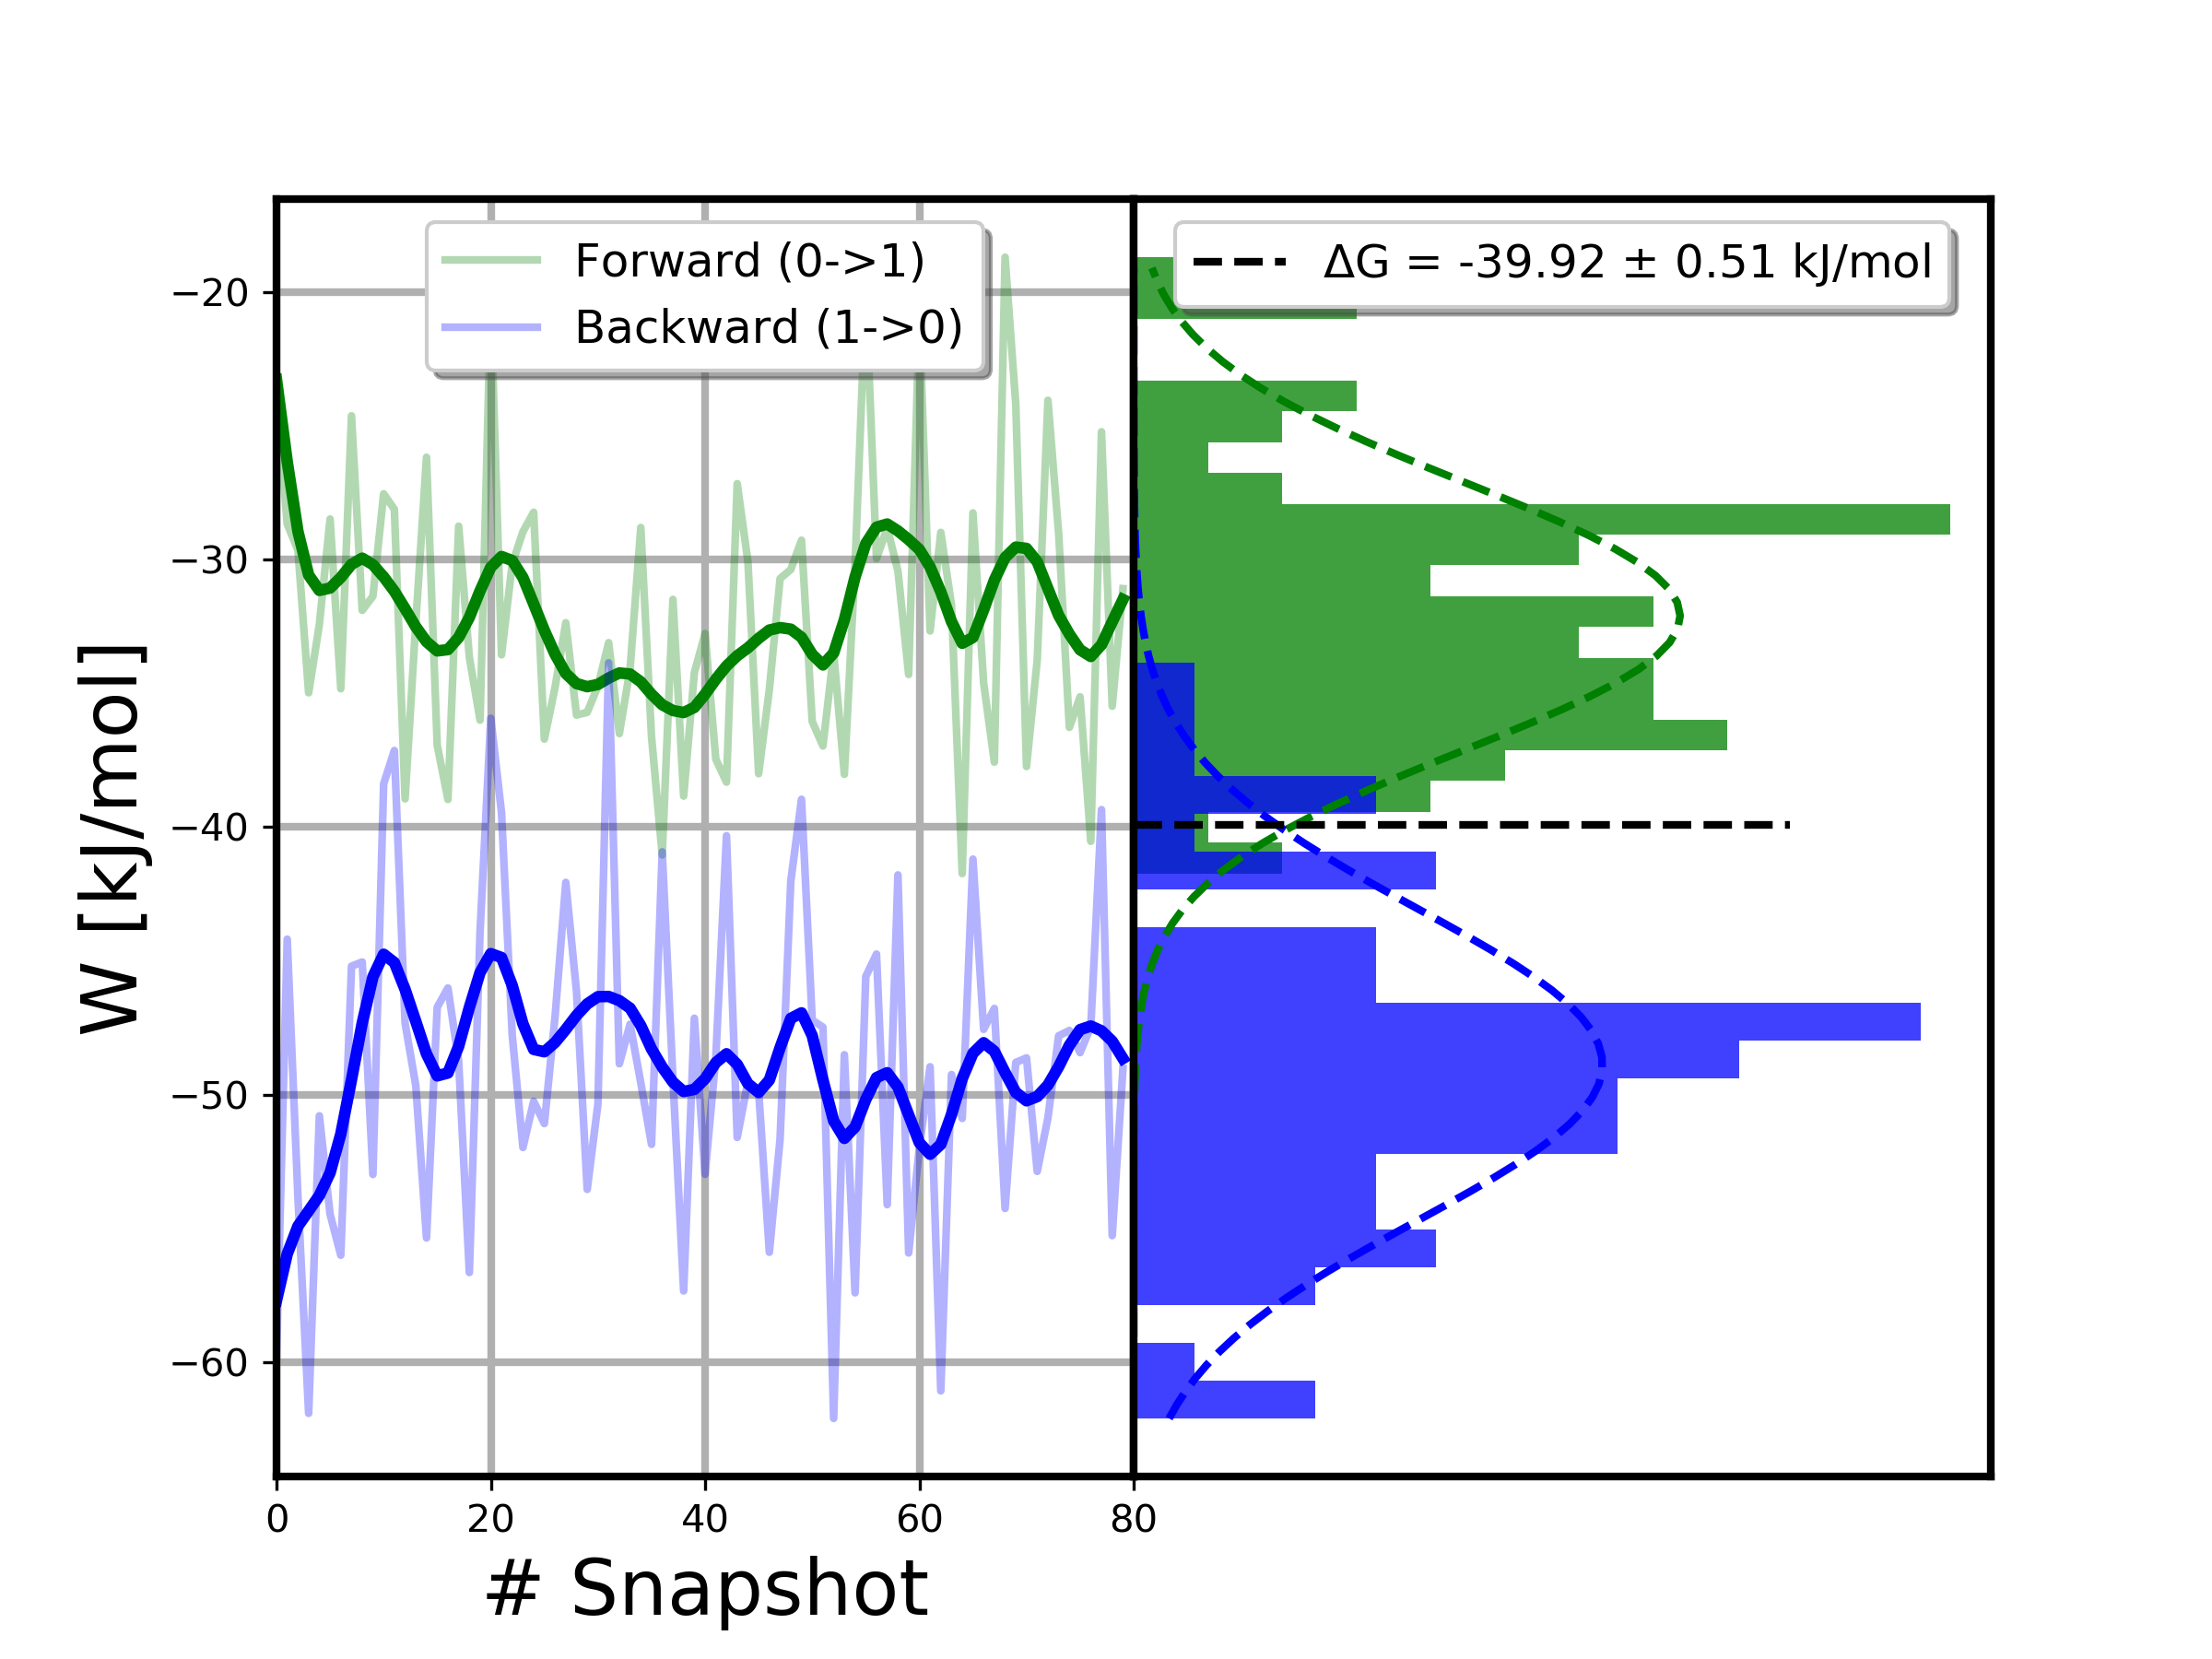 Forward (0->1)
Backward (1->0)
ΔG = -39.92 ± 0.51 kJ/mol
W [kJ/mol]
−20
−30
−40
−50
−60
0 20 40 60 80
# Snapshot